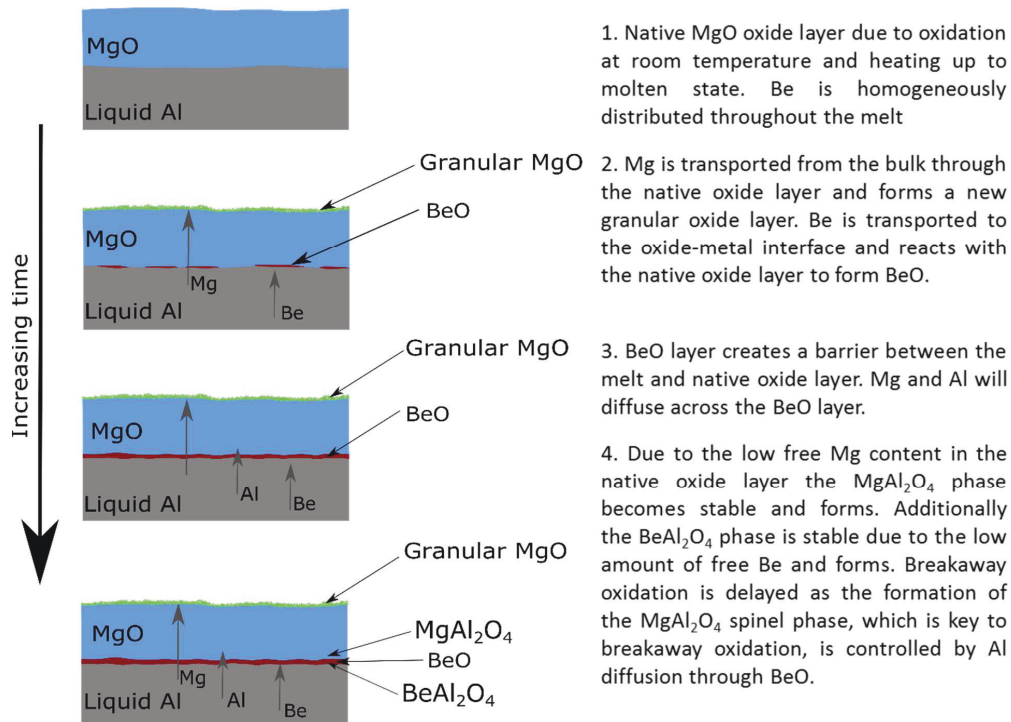 MgO
Liquid Al
1. Native MgO oxide layer due to oxidation
at room temperature and heating up to
molten state. Be is homogeneously
distributed throughout the melt
Increasing time
Granular MgO
BeO
MgO
Mg
Liquid Al
Be
2. Mg is transported from the bulk through
the native oxide layer and forms a new
granular oxide layer. Be is transported to
the oxide-metal interface and reacts with
the native oxide layer to form BeO.
Granular MgO
BeO
MgO
Liquid Al
Al
Be
3. BeO layer creates a barrier between the
melt and native oxide layer. Mg and Al will
diffuse across the BeO layer.
Granular MgO
MgO
MgAl₂O₄
BeO
BeAl₂O₄
Mg
Liquid Al
Al
Be
4. Due to the low free Mg content in the
native oxide layer the MgAl₂O₄ phase
becomes stable and forms. Additionally
the BeAl₂O₄ phase is stable due to the low
amount of free Be and forms. Breakaway
oxidation is delayed as the formation of
the MgAl₂O₄ spinel phase, which is key to
breakaway oxidation, is controlled by Al
diffusion through BeO.